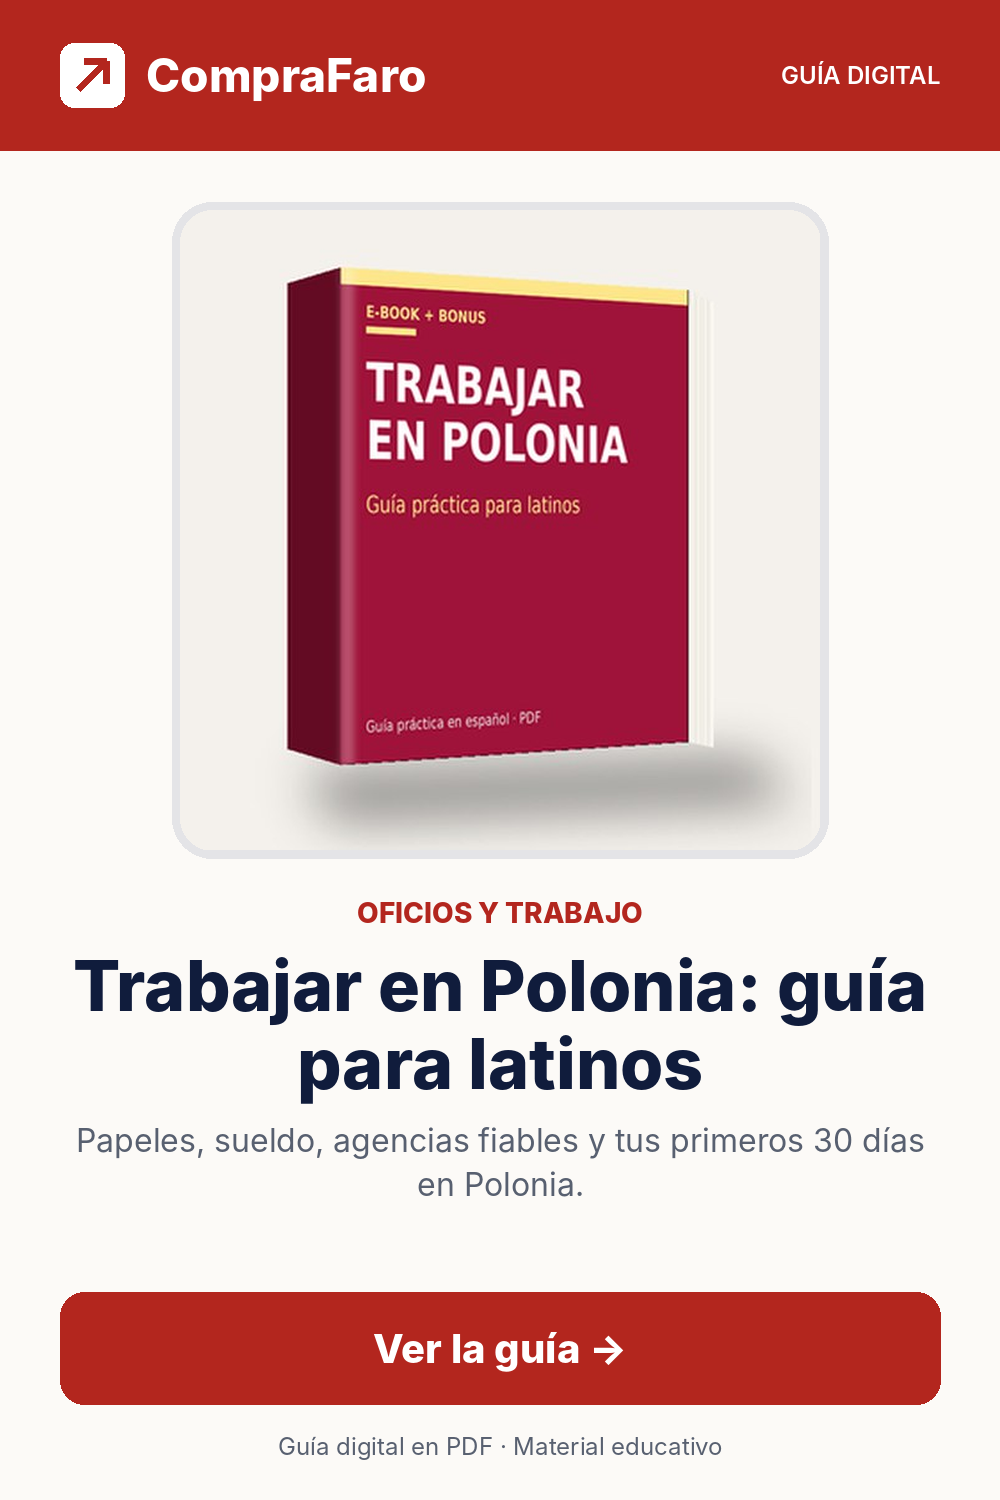 CompraFaro
GUÍA DIGITAL
E-BOOK + BONUS
TRABAJAR
EN POLONIA
Guía práctica para latinos
Guía práctica en español · PDF
OFICIOS Y TRABAJO
Trabajar en Polonia: guía
para latinos
Papeles, sueldo, agencias fiables y tus primeros 30 días
en Polonia.
Ver la guía →
Guía digital en PDF · Material educativo